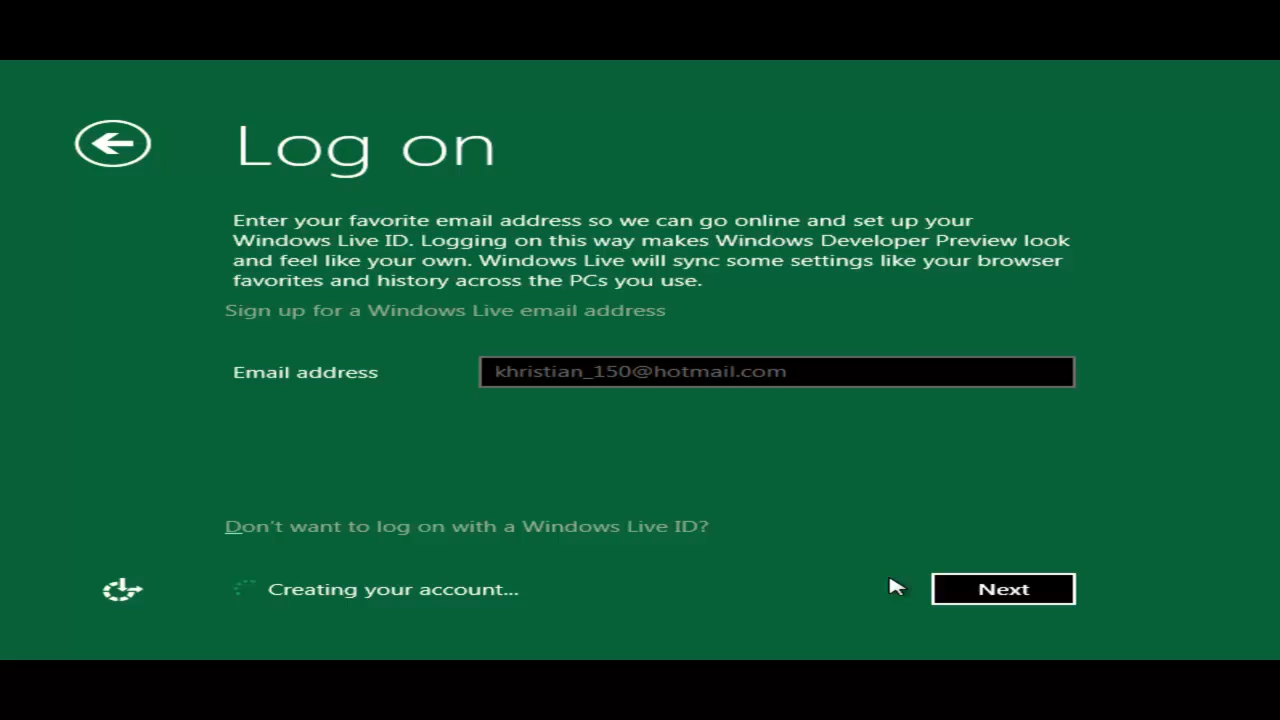 Log on
Enter your favorite email address so we can go online and set up your
Windows Live ID. Logging on this way makes Windows Developer Preview look
and feel like your own. Windows Live will sync some settings like your browser
favorites and history across the PCs you use.
Sign up for a Windows Live email address
Email address khristian_150@hotmail.com
Don't want to log on with a Windows Live ID?
Creating your account... Next